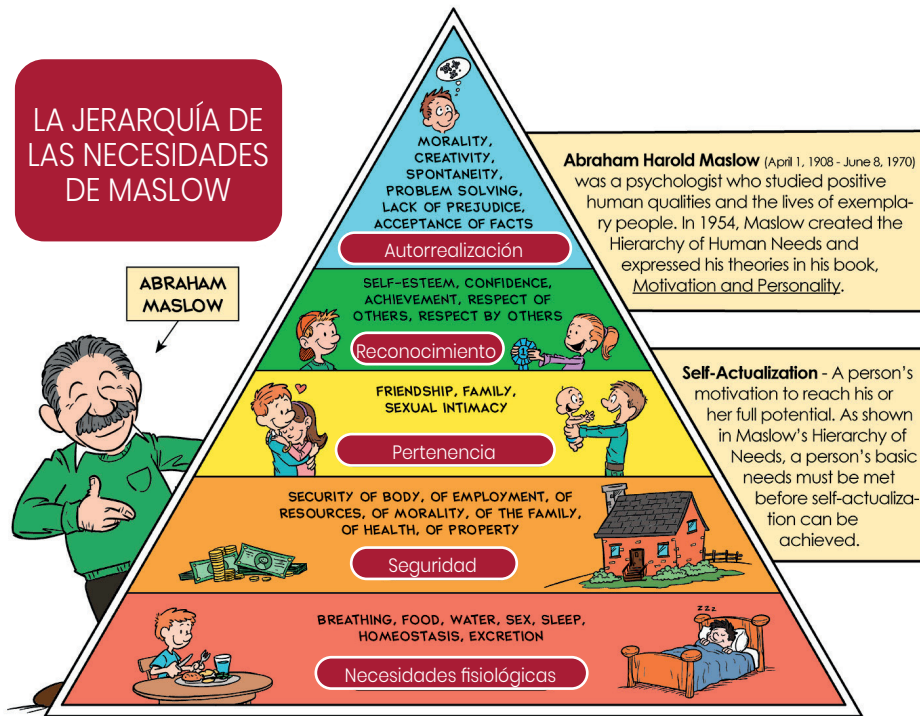 LA JERARQUÍA DE
LAS NECESIDADES
DE MASLOW
ABRAHAM
MASLOW
MORALITY,
CREATIVITY,
SPONTANEITY,
PROBLEM SOLVING,
LACK OF PREJUDICE,
ACCEPTANCE OF FACTS
Autorrealización
SELF-ESTEEM, CONFIDENCE,
ACHIEVEMENT, RESPECT OF
OTHERS, RESPECT BY OTHERS
Reconocimiento
1
FRIENDSHIP, FAMILY,
SEXUAL INTIMACY
Pertenencia
SECURITY OF BODY, OF EMPLOYMENT, OF
RESOURCES, OF MORALITY, OF THE FAMILY,
OF HEALTH, OF PROPERTY
Seguridad
BREATHING, FOOD, WATER, SEX, SLEEP,
HOMEOSTASIS, EXCRETION
Necesidades fisiológicas
zzz
Abraham Harold Maslow (April 1, 1908 - June 8, 1970)
was a psychologist who studied positive
human qualities and the lives of exempla-
ry people. In 1954, Maslow created the
Hierarchy of Human Needs and
expressed his theories in his book,
Motivation and Personality.
Self-Actualization - A person's
motivation to reach his or
her full potential. As shown
in Maslow's Hierarchy of
Needs, a person's basic
needs must be met
before self-actualiza-
tion can be
achieved.